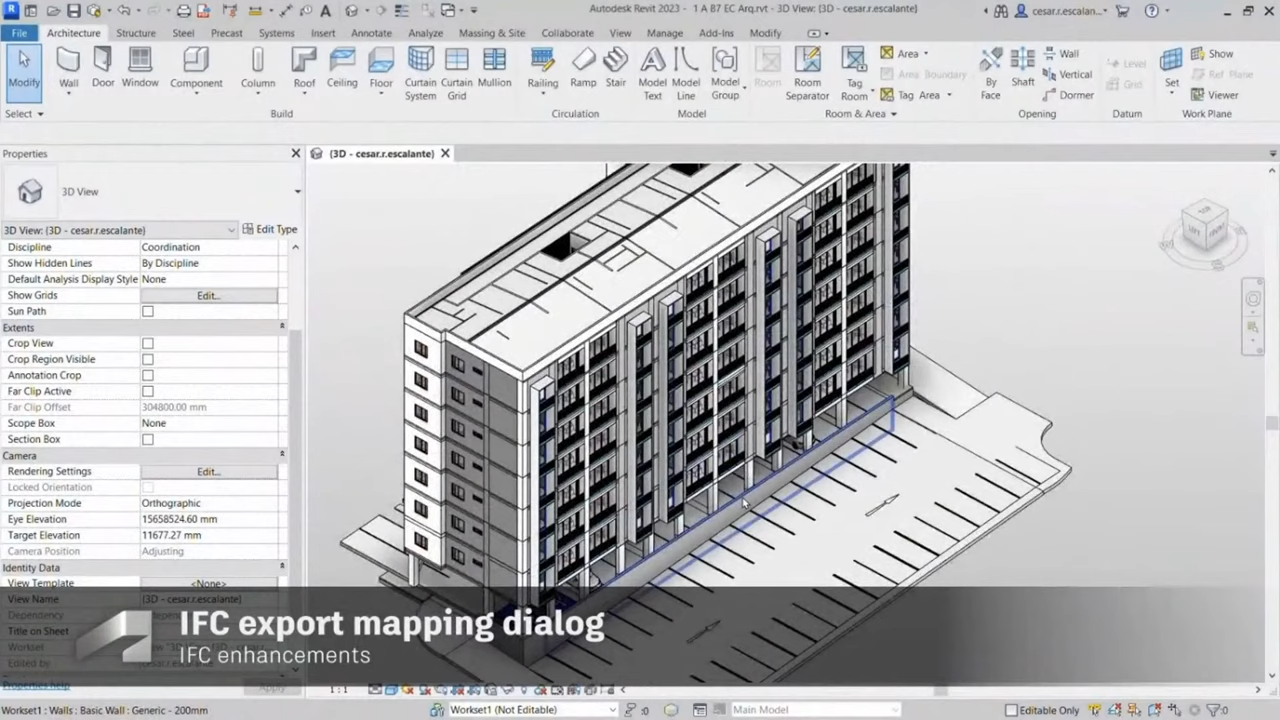 Autodesk Revit 2023 - 1 A B7 EC Arq.rvt - 3D View: {3D - cesar.r.escalante}
cesar.r.escalan...
File Architecture Structure Steel Precast Systems Insert Annotate Analyze Massing & Site Collaborate View Manage Add-Ins Modify
Modify Wall Door Window Component Column Roof Ceiling Floor Curtain System Curtain Grid Mullion Railing Ramp Stair Model Text Model Line Model Group Room Room Separator Tag Room Area Area Boundary Tag Area By Face Shaft Wall Vertical Dormer Level Grid Set Show Ref Plane Viewer
Select Build Circulation Model Room & Area Opening Datum Work Plane
Properties
{3D - cesar.r.escalante}
3D View
3D View: {3D - cesar.r.escalante} Edit Type
Discipline Coordination
Show Hidden Lines By Discipline
Default Analysis Display Style None
Show Grids Edit...
Sun Path
Extents
Crop View
Crop Region Visible
Annotation Crop
Far Clip Active
Far Clip Offset 304800.00 mm
Scope Box None
Section Box
Camera
Rendering Settings Edit...
Locked Orientation
Projection Mode Orthographic
Eye Elevation 15658524.60 mm
Target Elevation 11677.27 mm
Camera Position Adjusting
Identity Data
View Template <None>
View Name {3D - cesar.r.escalante}
Dependency
Title on Sheet
Workset
Edited by
Properties help Apply
TOP
LEFT
FRONT
IFC export mapping dialog
IFC enhancements
1:1
Workset1 : Walls : Basic Wall : Generic - 200mm
Workset1 (Not Editable)
:0
Main Model
Editable Only
:0